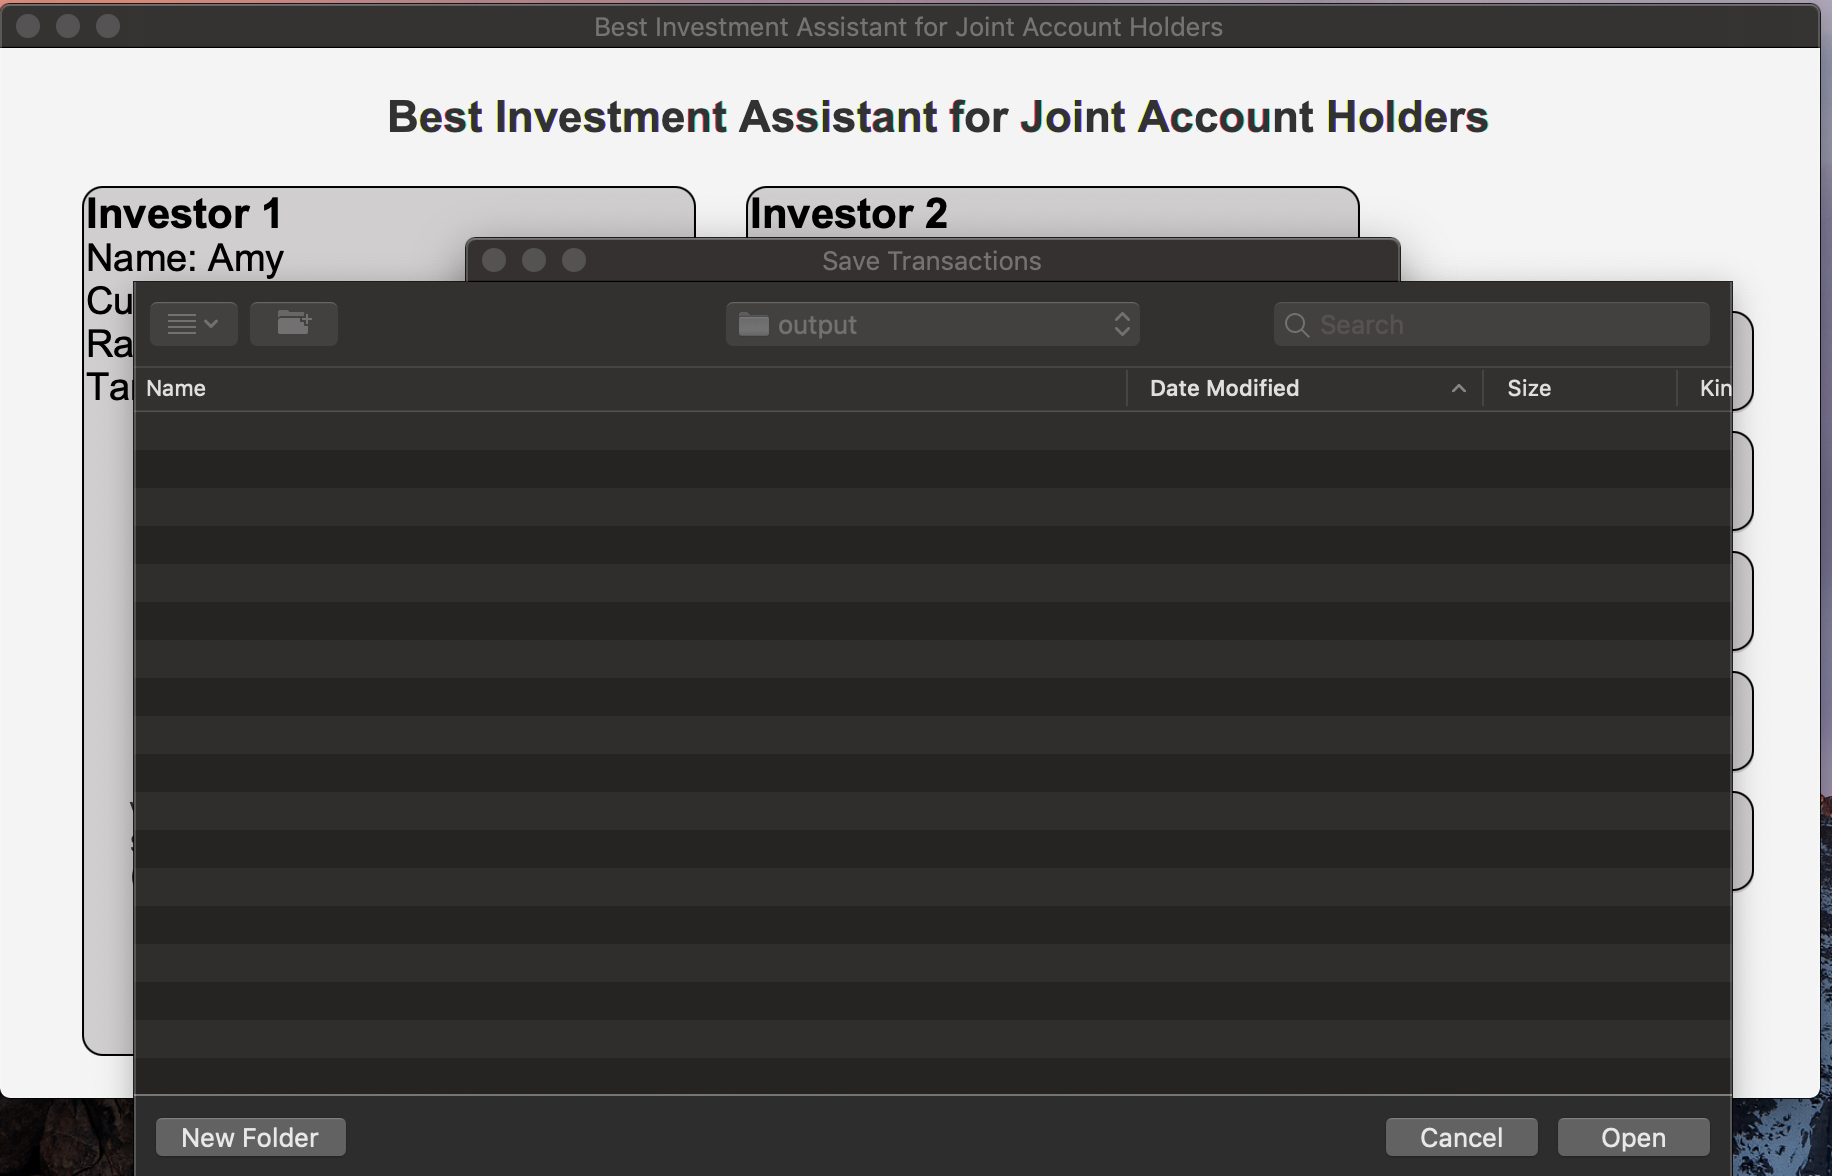 Best Investment Assistant for Joint Account Holders
Best Investment Assistant for Joint Account Holders
Investor 1
Name: Amy
Cu
Ra
Tar
Investor 2
Save Transactions
output
Search
Name
Date Modified
Size
Kin
New Folder
Cancel
Open